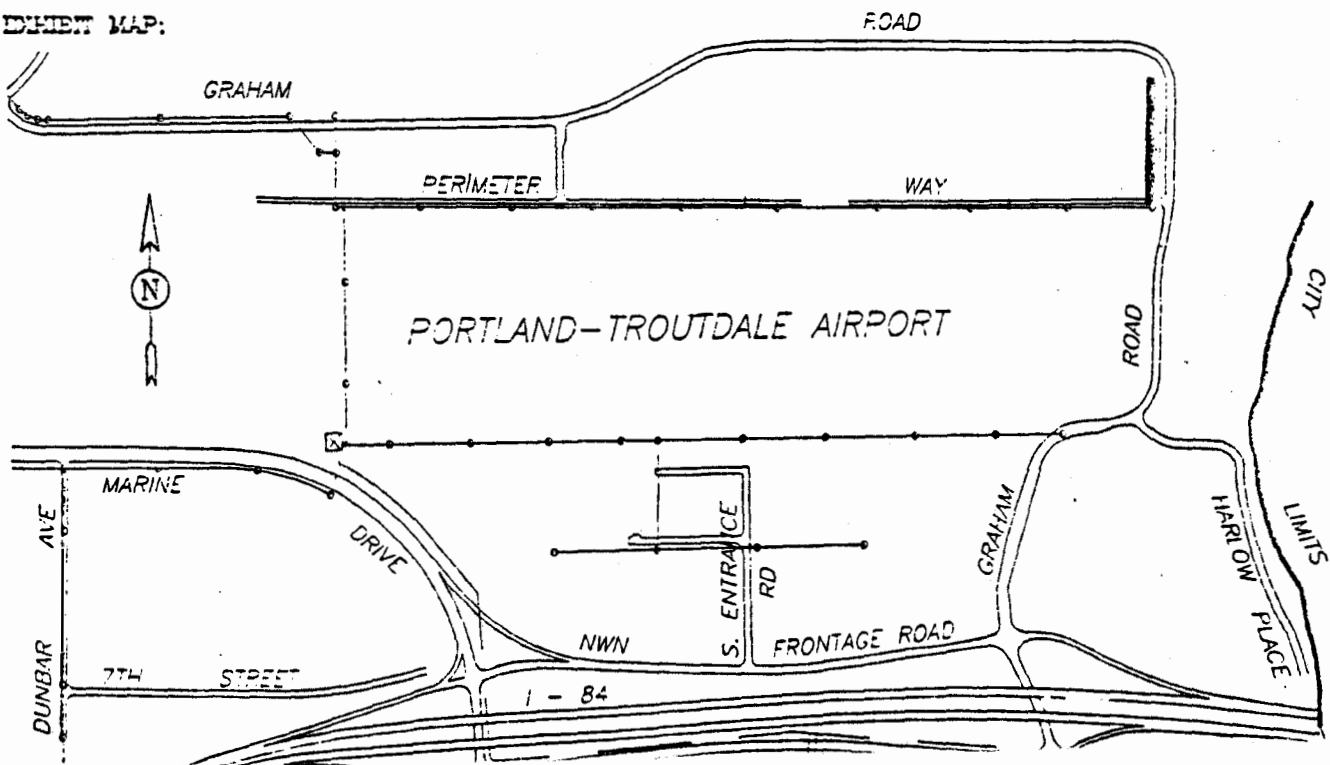 EXHIBIT MAP:
ROAD
GRAHAM
PERIMETER WAY
N
CITY
PORTLAND-TROUTDALE AIRPORT
ROAD
MARINE
DRIVE
AVE
DUNBAR
S. ENTRANCE
RD
GRAHAM
HARLOW PLACE
LIMITS
NWN FRONTAGE ROAD
7TH STREET
I - 84